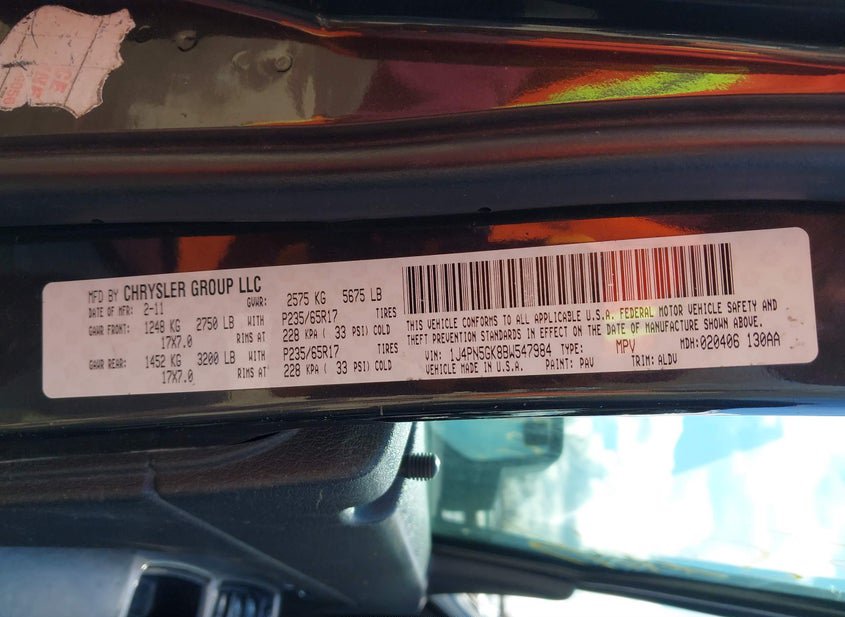 MFD BY CHRYSLER GROUP LLC
DATE OF MFR: 2-11 GVWR: 2575 KG 5675 LB
GAWR FRONT: 1248 KG 2750 LB WITH P235/65R17 TIRES
17X7.0 RIMS AT 228 KPA ( 33 PSI) COLD
GAWR REAR: 1452 KG 3200 LB WITH P235/65R17 TIRES
17X7.0 RIMS AT 228 KPA ( 33 PSI) COLD
THIS VEHICLE CONFORMS TO ALL APPLICABLE U.S.A. FEDERAL MOTOR VEHICLE SAFETY AND
THEFT PREVENTION STANDARDS IN EFFECT ON THE DATE OF MANUFACTURE SHOWN ABOVE.
VIN: 1J4PN5GK8BW547984 TYPE: MPV MDH: 020406 130AA
VEHICLE MADE IN U.S.A. PAINT: PAU TRIM: ALDV